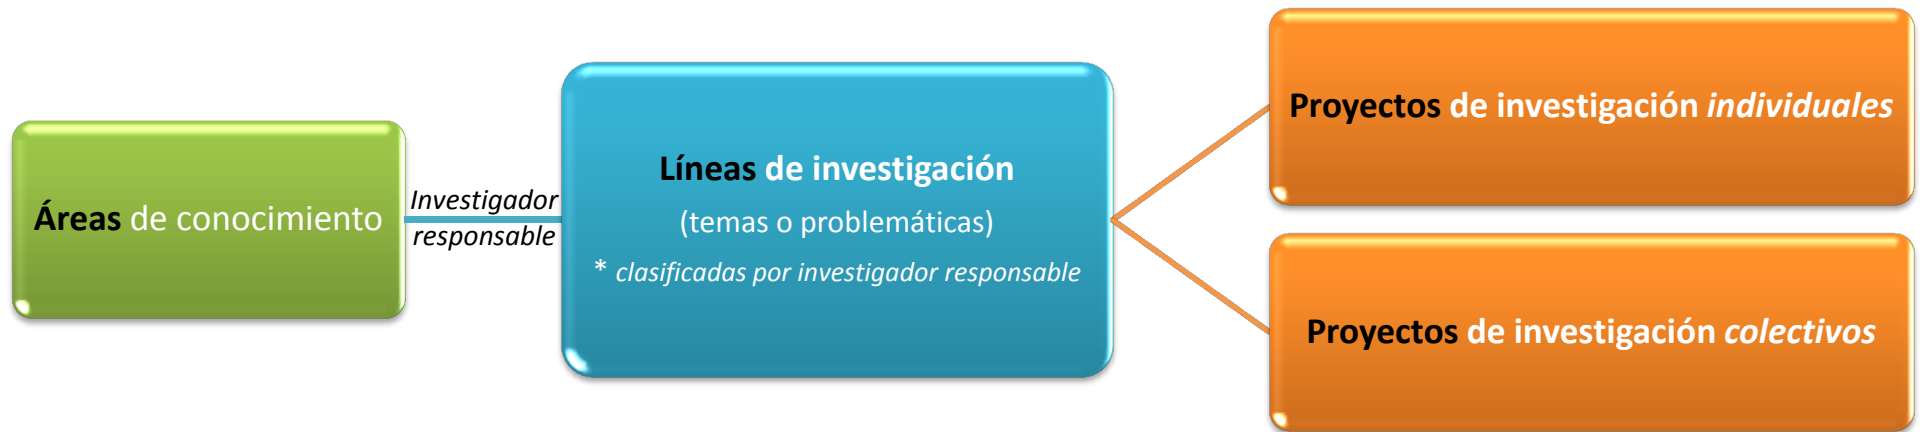 Áreas de conocimiento
Investigador
responsable
Líneas de investigación
(temas o problemáticas)
* clasificadas por investigador responsable
Proyectos de investigación individuales
Proyectos de investigación colectivos